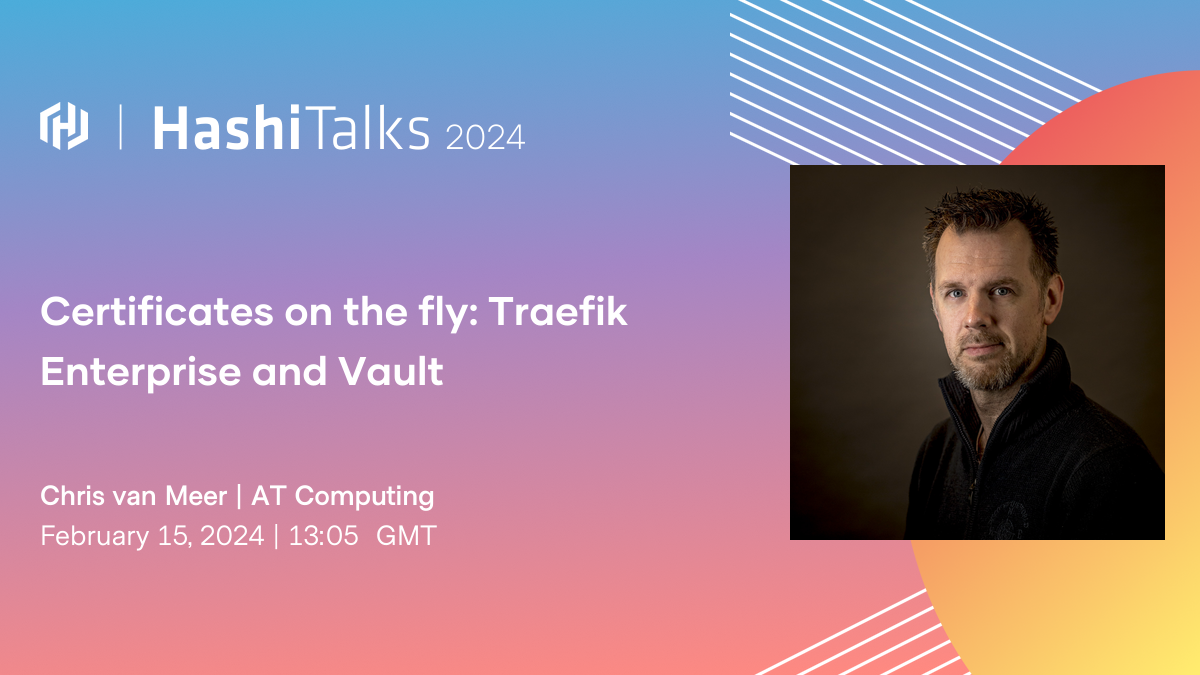 HashiTalks 2024
Certificates on the fly: Traefik
Enterprise and Vault
Chris van Meer | AT Computing
February 15, 2024 | 13:05 GMT